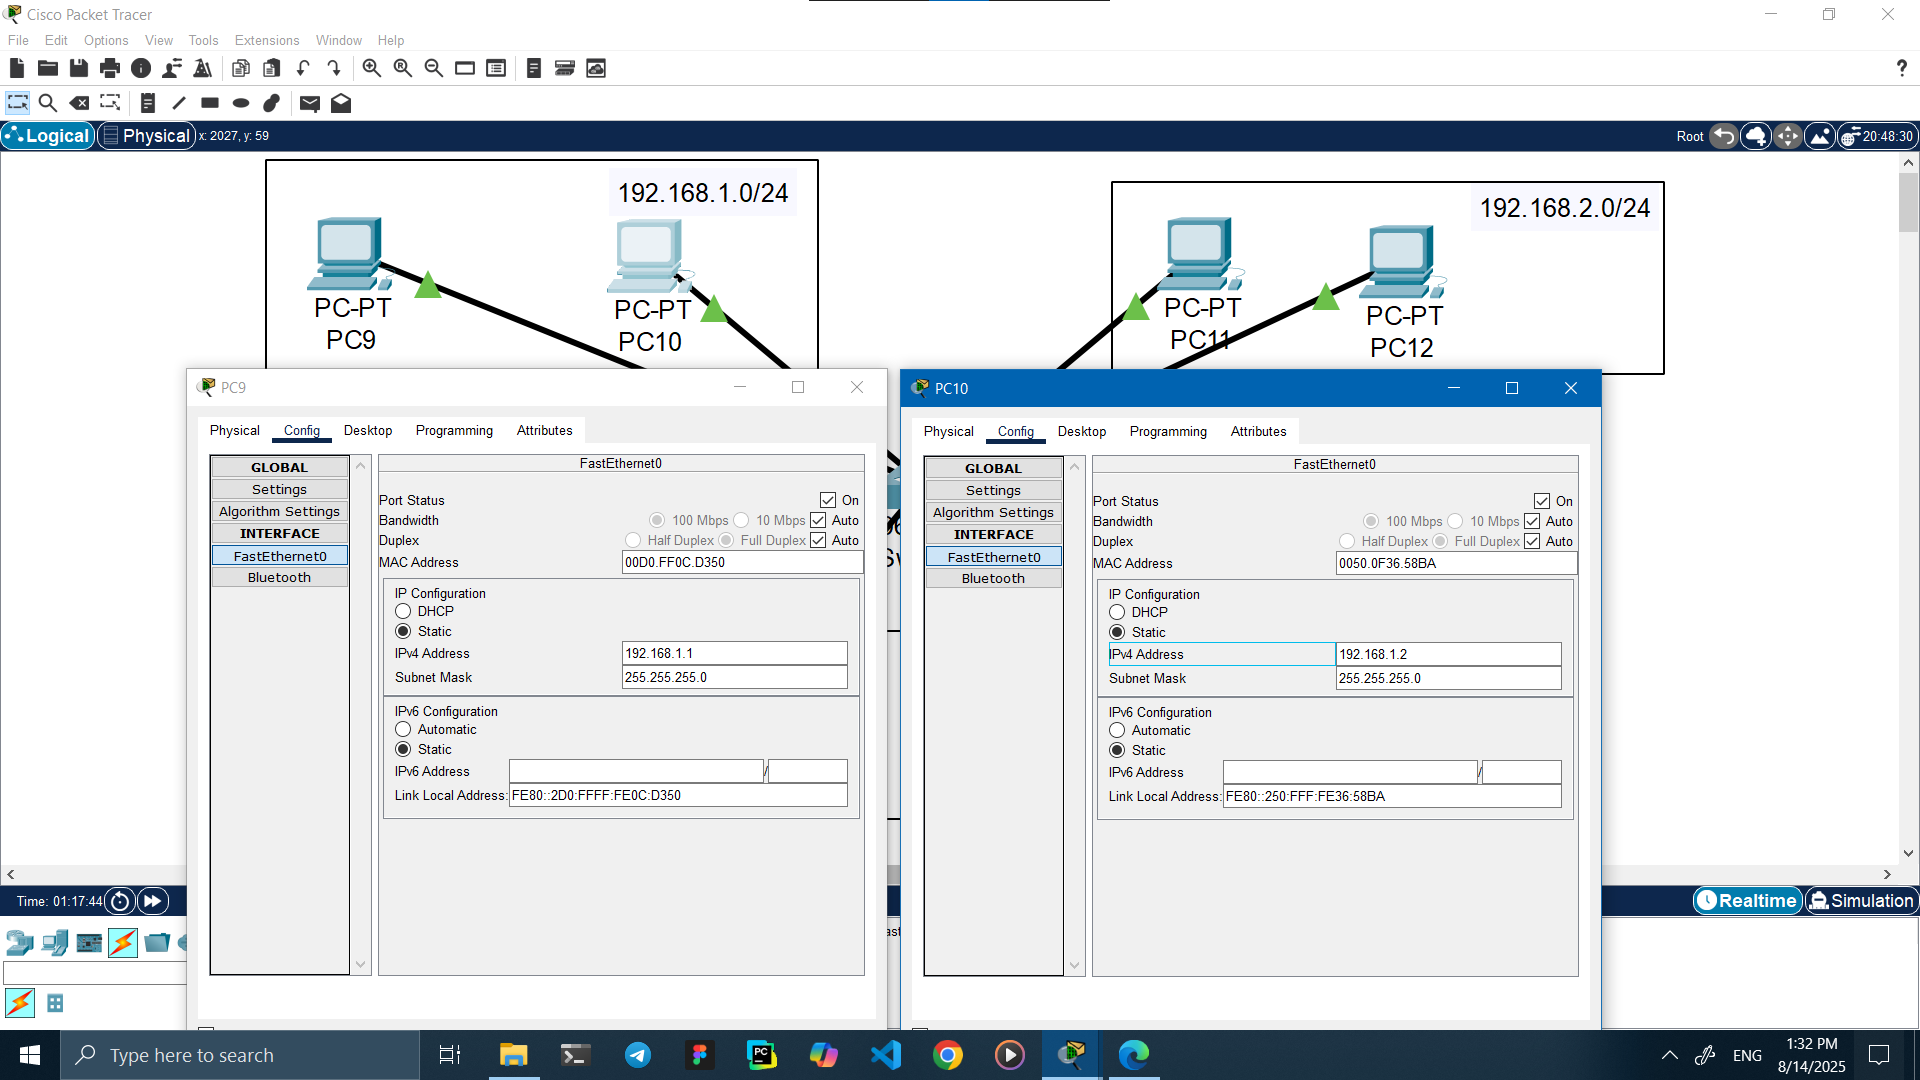 Cisco Packet Tracer
File Edit Options View Tools Extensions Window Help
?
Logical Physical x: 2027, y: 59 Root 20:48:30
192.168.1.0/24
192.168.2.0/24
PC-PT
PC9
PC-PT
PC10
PC-PT
PC11
PC-PT
PC12
PC9
Physical Config Desktop Programming Attributes
GLOBAL
Settings
Algorithm Settings
INTERFACE
FastEthernet0
Bluetooth
FastEthernet0
Port Status On
Bandwidth 100 Mbps 10 Mbps Auto
Duplex Half Duplex Full Duplex Auto
MAC Address 00D0.FF0C.D350
IP Configuration
DHCP
Static
IPv4 Address 192.168.1.1
Subnet Mask 255.255.255.0
IPv6 Configuration
Automatic
Static
IPv6 Address /
Link Local Address: FE80::2D0:FFFF:FE0C:D350
PC10
Physical Config Desktop Programming Attributes
GLOBAL
Settings
Algorithm Settings
INTERFACE
FastEthernet0
Bluetooth
FastEthernet0
Port Status On
Bandwidth 100 Mbps 10 Mbps Auto
Duplex Half Duplex Full Duplex Auto
MAC Address 0050.0F36.58BA
IP Configuration
DHCP
Static
IPv4 Address 192.168.1.2
Subnet Mask 255.255.255.0
IPv6 Configuration
Automatic
Static
IPv6 Address /
Link Local Address: FE80::250:FFF:FE36:58BA
Time: 01:17:44 Realtime Simulation
Type here to search
PC
ENG
1:32 PM
8/14/2025